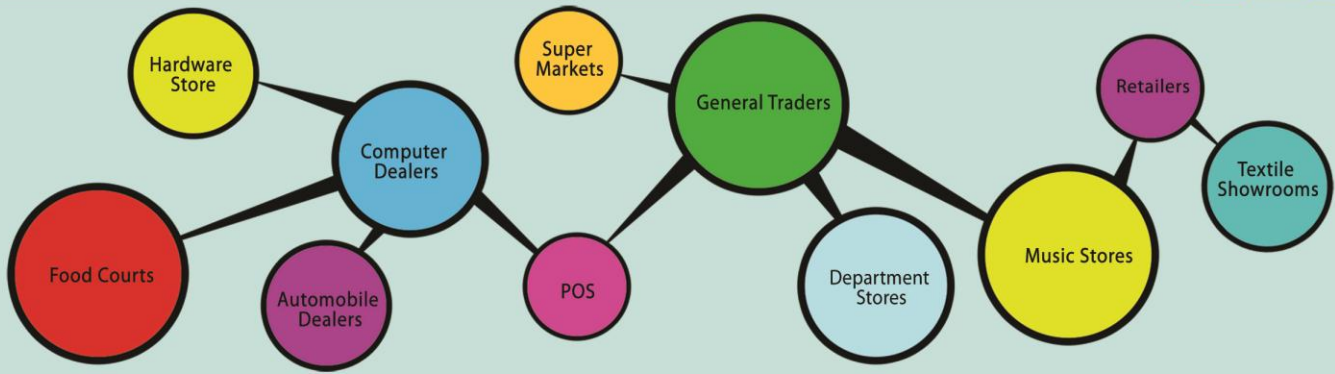 Hardware
Store
Computer
Dealers
Food Courts
Automobile
Dealers
POS
Super
Markets
General Traders
Department
Stores
Music Stores
Retailers
Textile
Showrooms